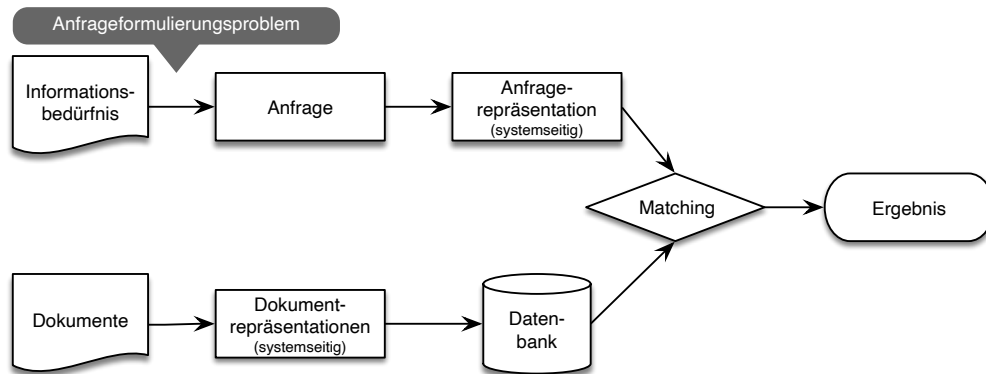 Anfrageformulierungsproblem
Informations-
bedürfnis
Anfrage
Anfrage-
repräsentation
(systemseitig)
Matching
Ergebnis
Dokumente
Dokument-
repräsentationen
(systemseitig)
Daten-
bank